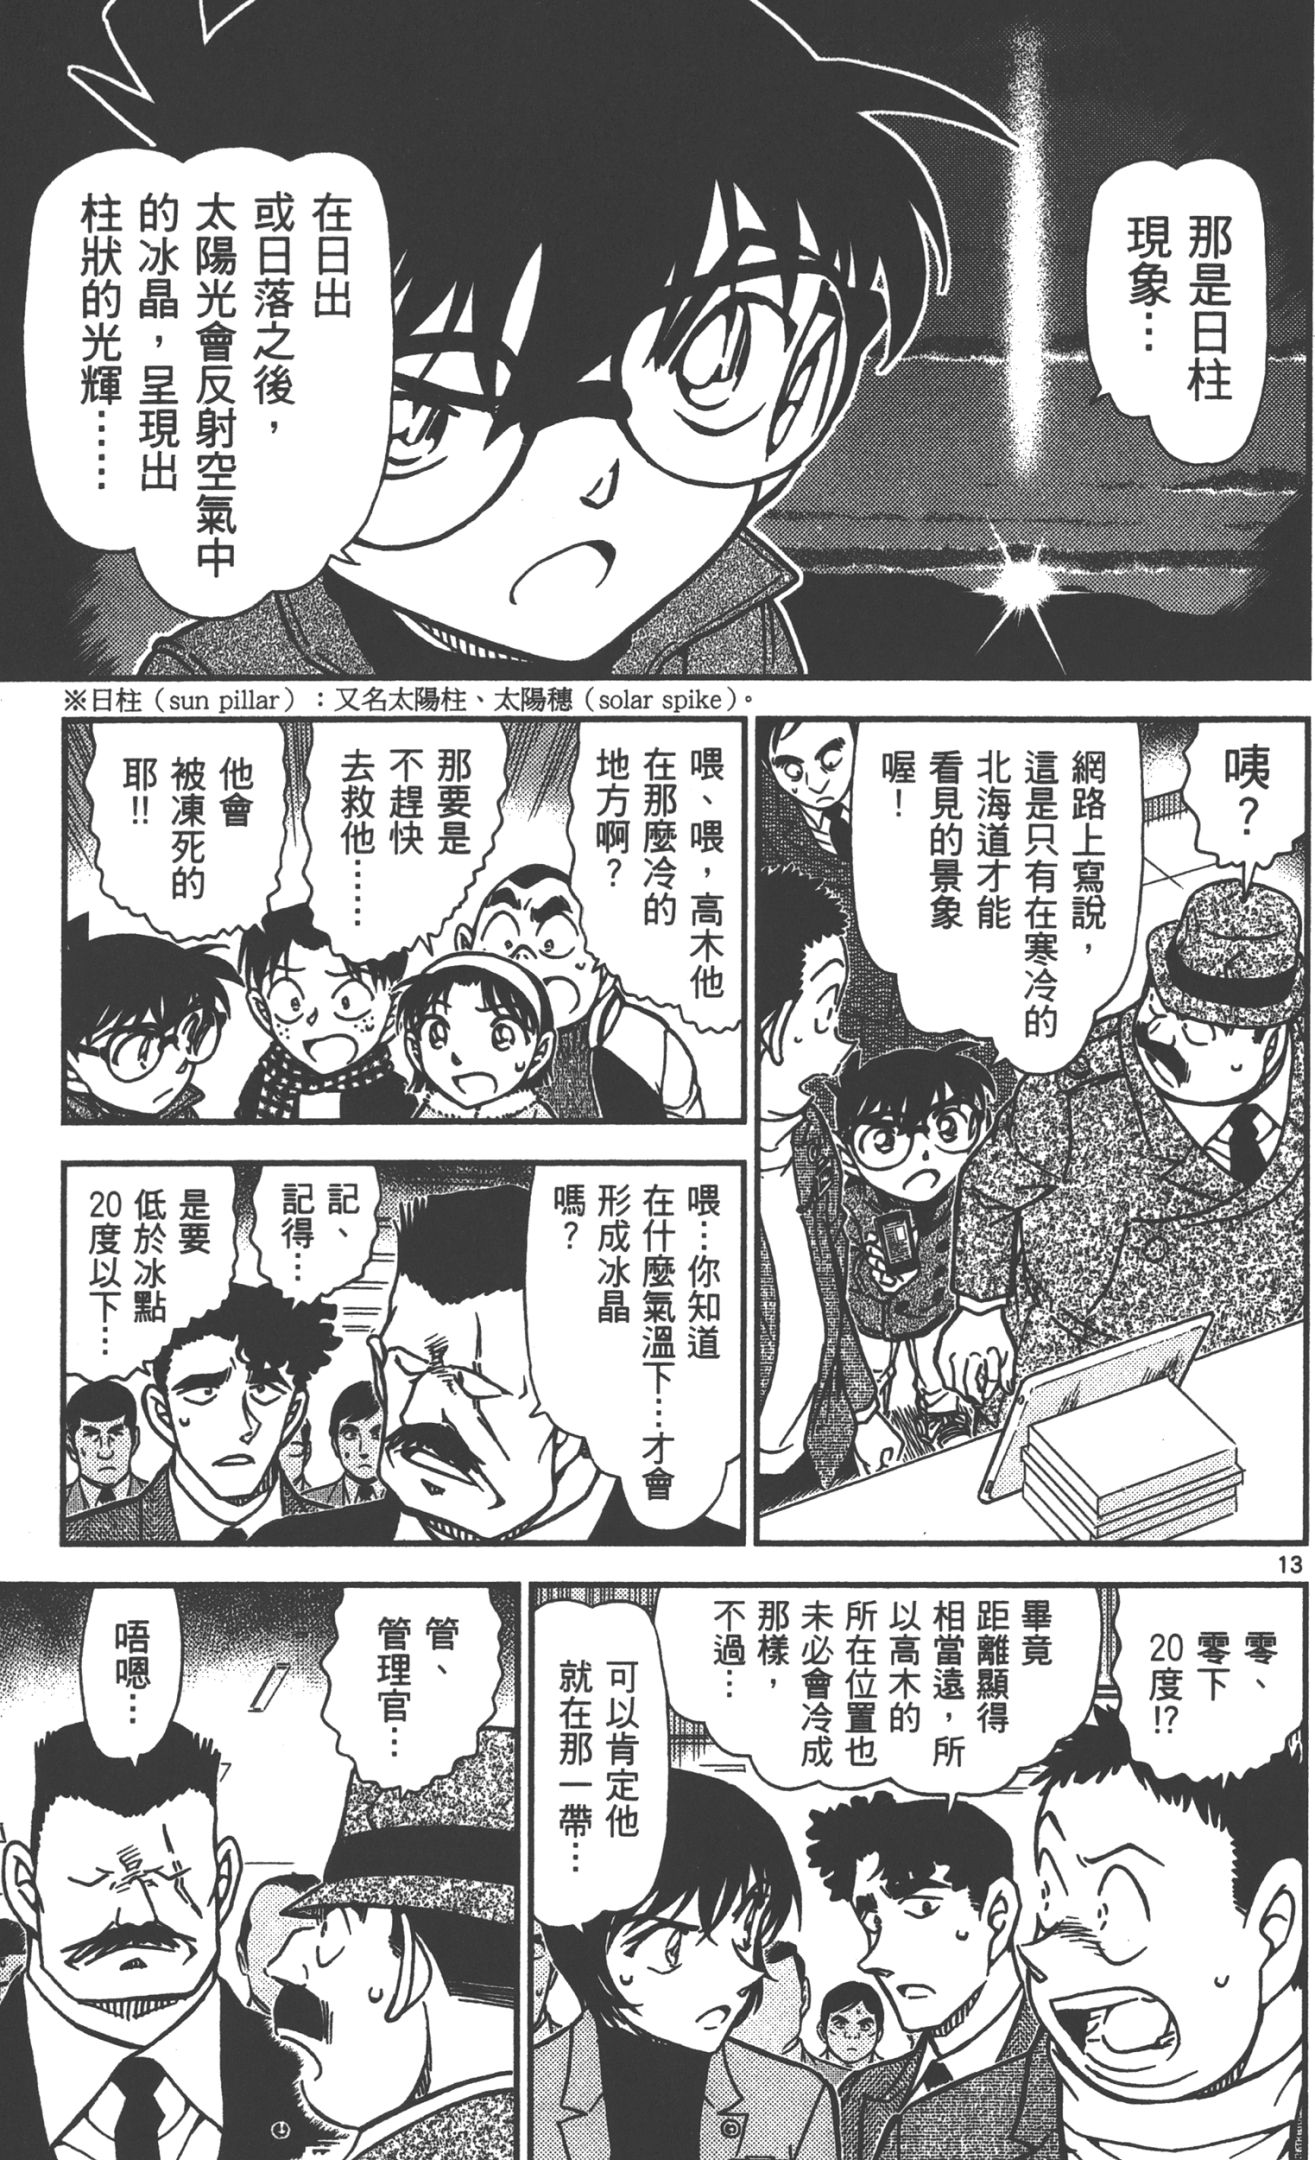 那是日柱
現象…
在日出
或日落之後，
太陽光會反射空氣中
的冰晶，呈現出
柱狀的光輝……
※日柱（sun pillar）：又名太陽柱、太陽穗（solar spike）。
咦？
網路上寫說，
這是只有在寒冷的
北海道才能
看見的景象
喔！
喂、喂，高木他
在那麼冷的
地方啊？
那要是
不趕快
去救他……
他會
被凍死的
耶!!
喂…你知道
在什麼氣溫下…才會
形成冰晶
嗎？
記、
記得…
是要
低於冰點
20度以下…
13
零、
零下
20度!?
畢竟
距離顯得
相當遠，所
以高木的
所在位置也
未必會冷成
那樣，
不過…
可以肯定他
就在那一帶…
管、
管理官…
唔嗯…